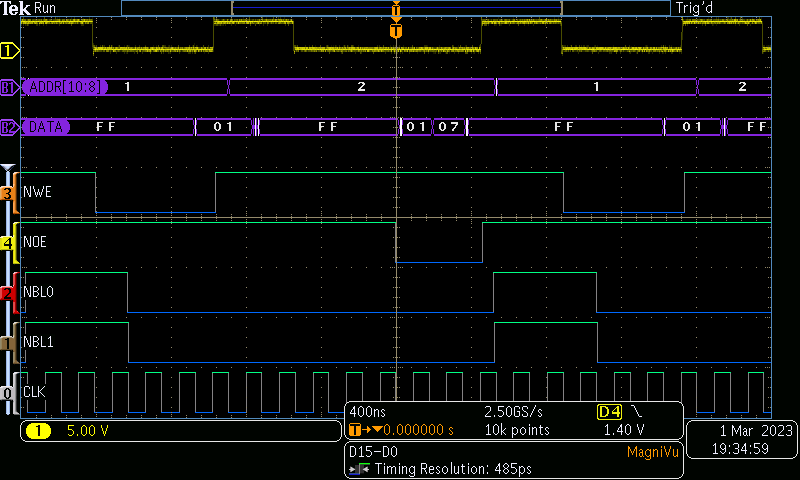 Tek Run Trig'd
T
T
1
B1 ADDR[10:8] 1 2 1 2
B2 DATA FF 01 FF 01 07 FF 01 FF
3 NWE
4 NOE
2 NBL0
1 NBL1
0 CLK
400ns 2.50GS/s D4
T→▼0.000000 s 10k points 1.40 V
1 5.00 V
D15-D0 MagniVu
Timing Resolution: 485ps
1 Mar 2023
19:34:59